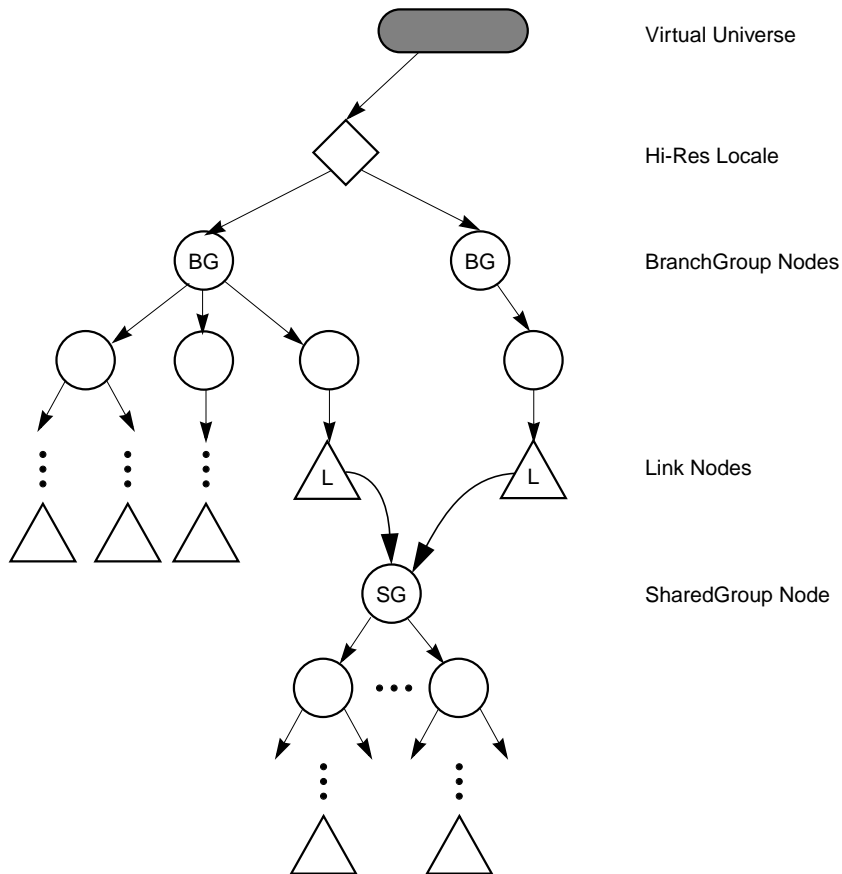 Virtual Universe
Hi-Res Locale
BG
BG
BranchGroup Nodes
L
L
Link Nodes
SG
SharedGroup Node